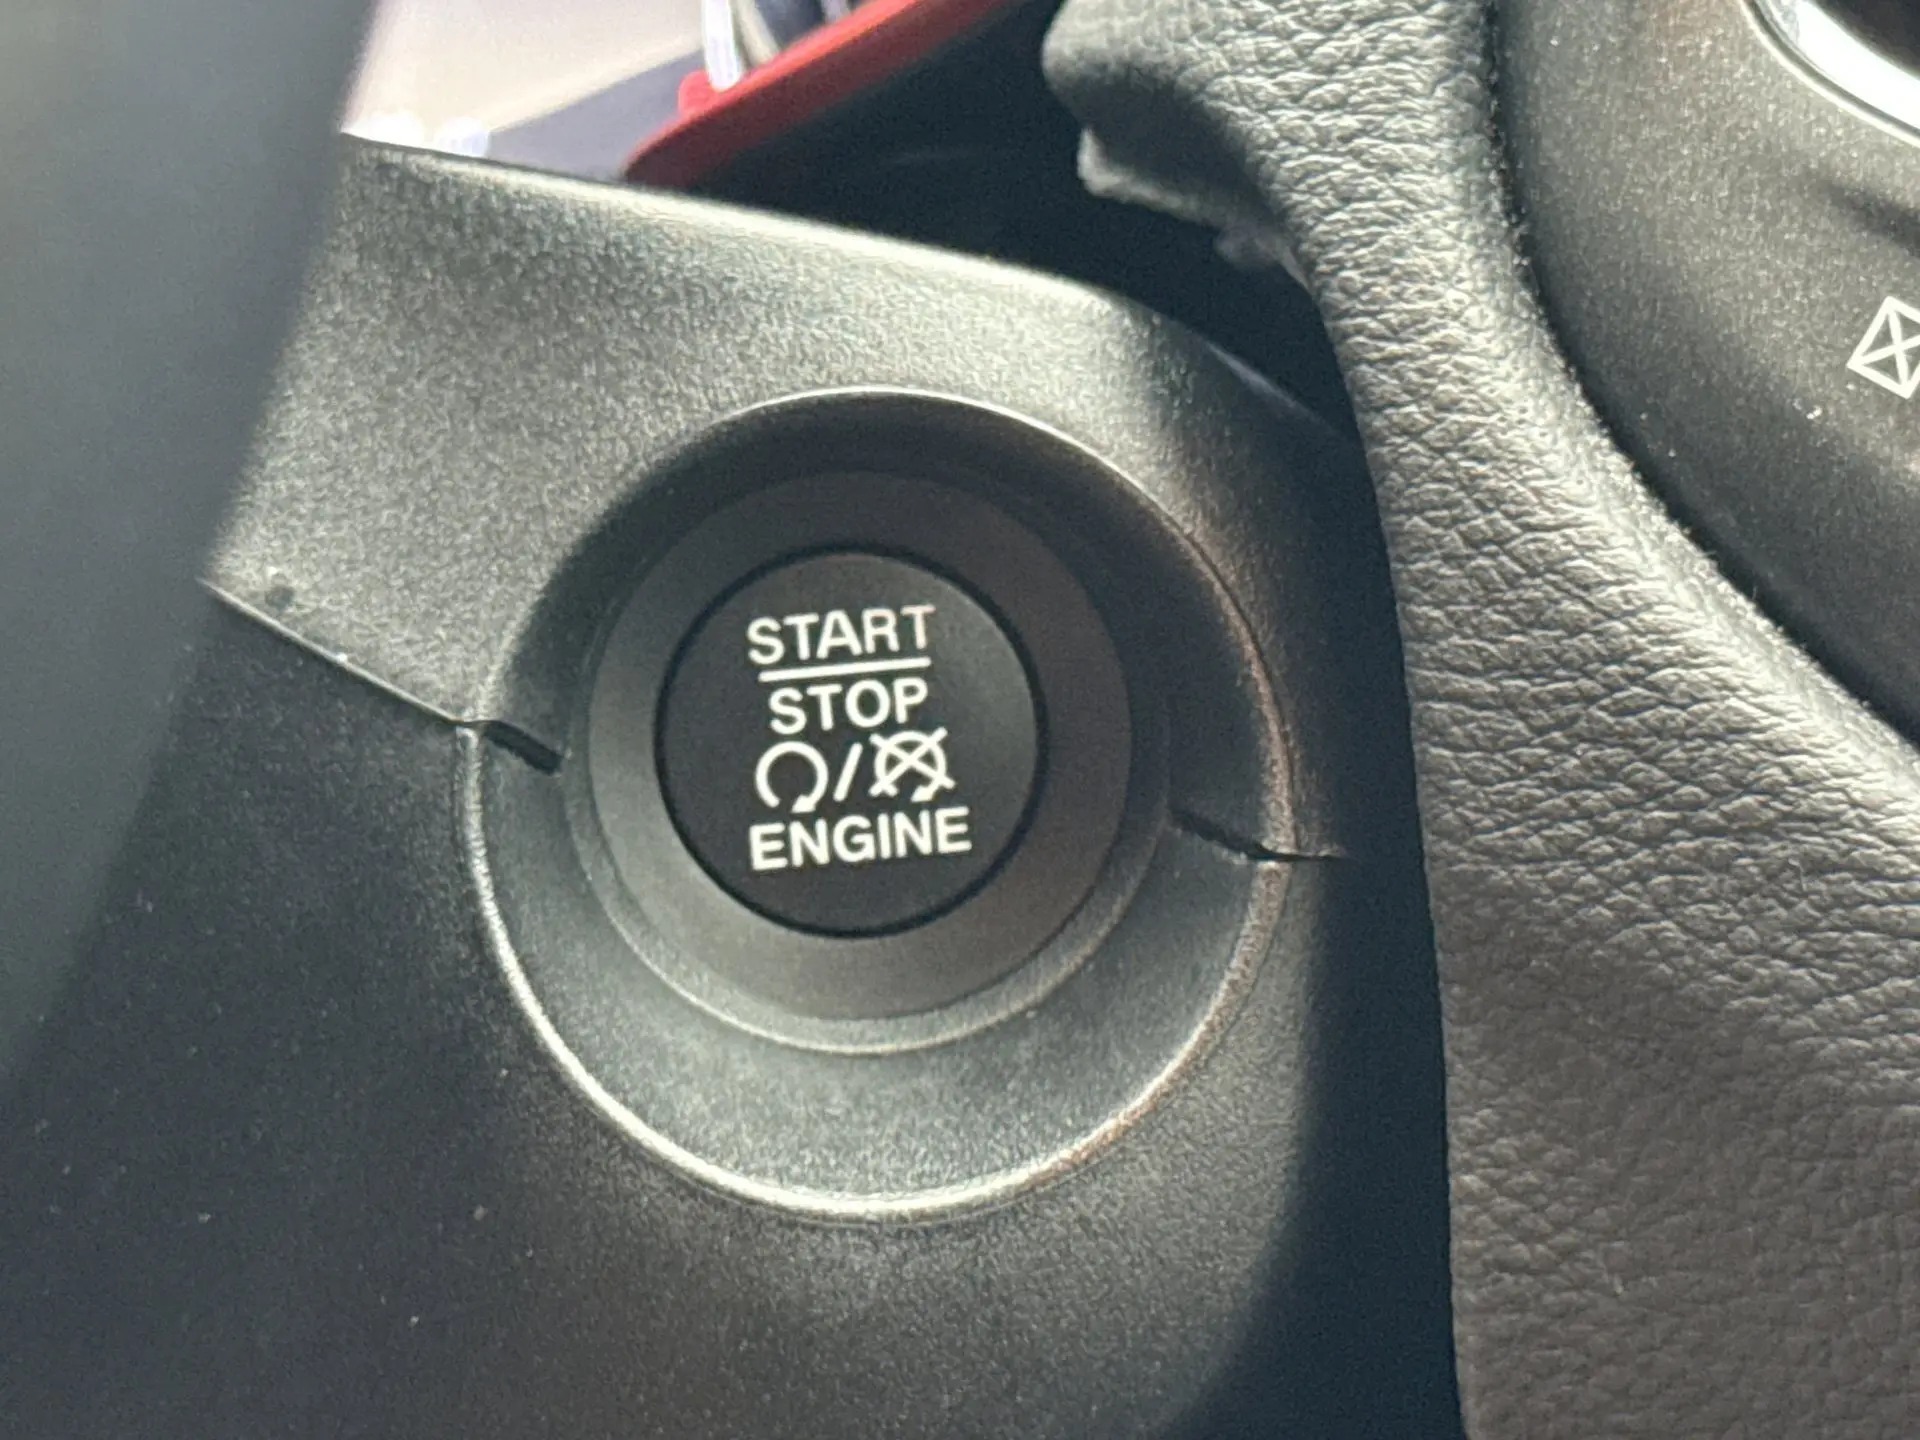 START
STOP
/
ENGINE